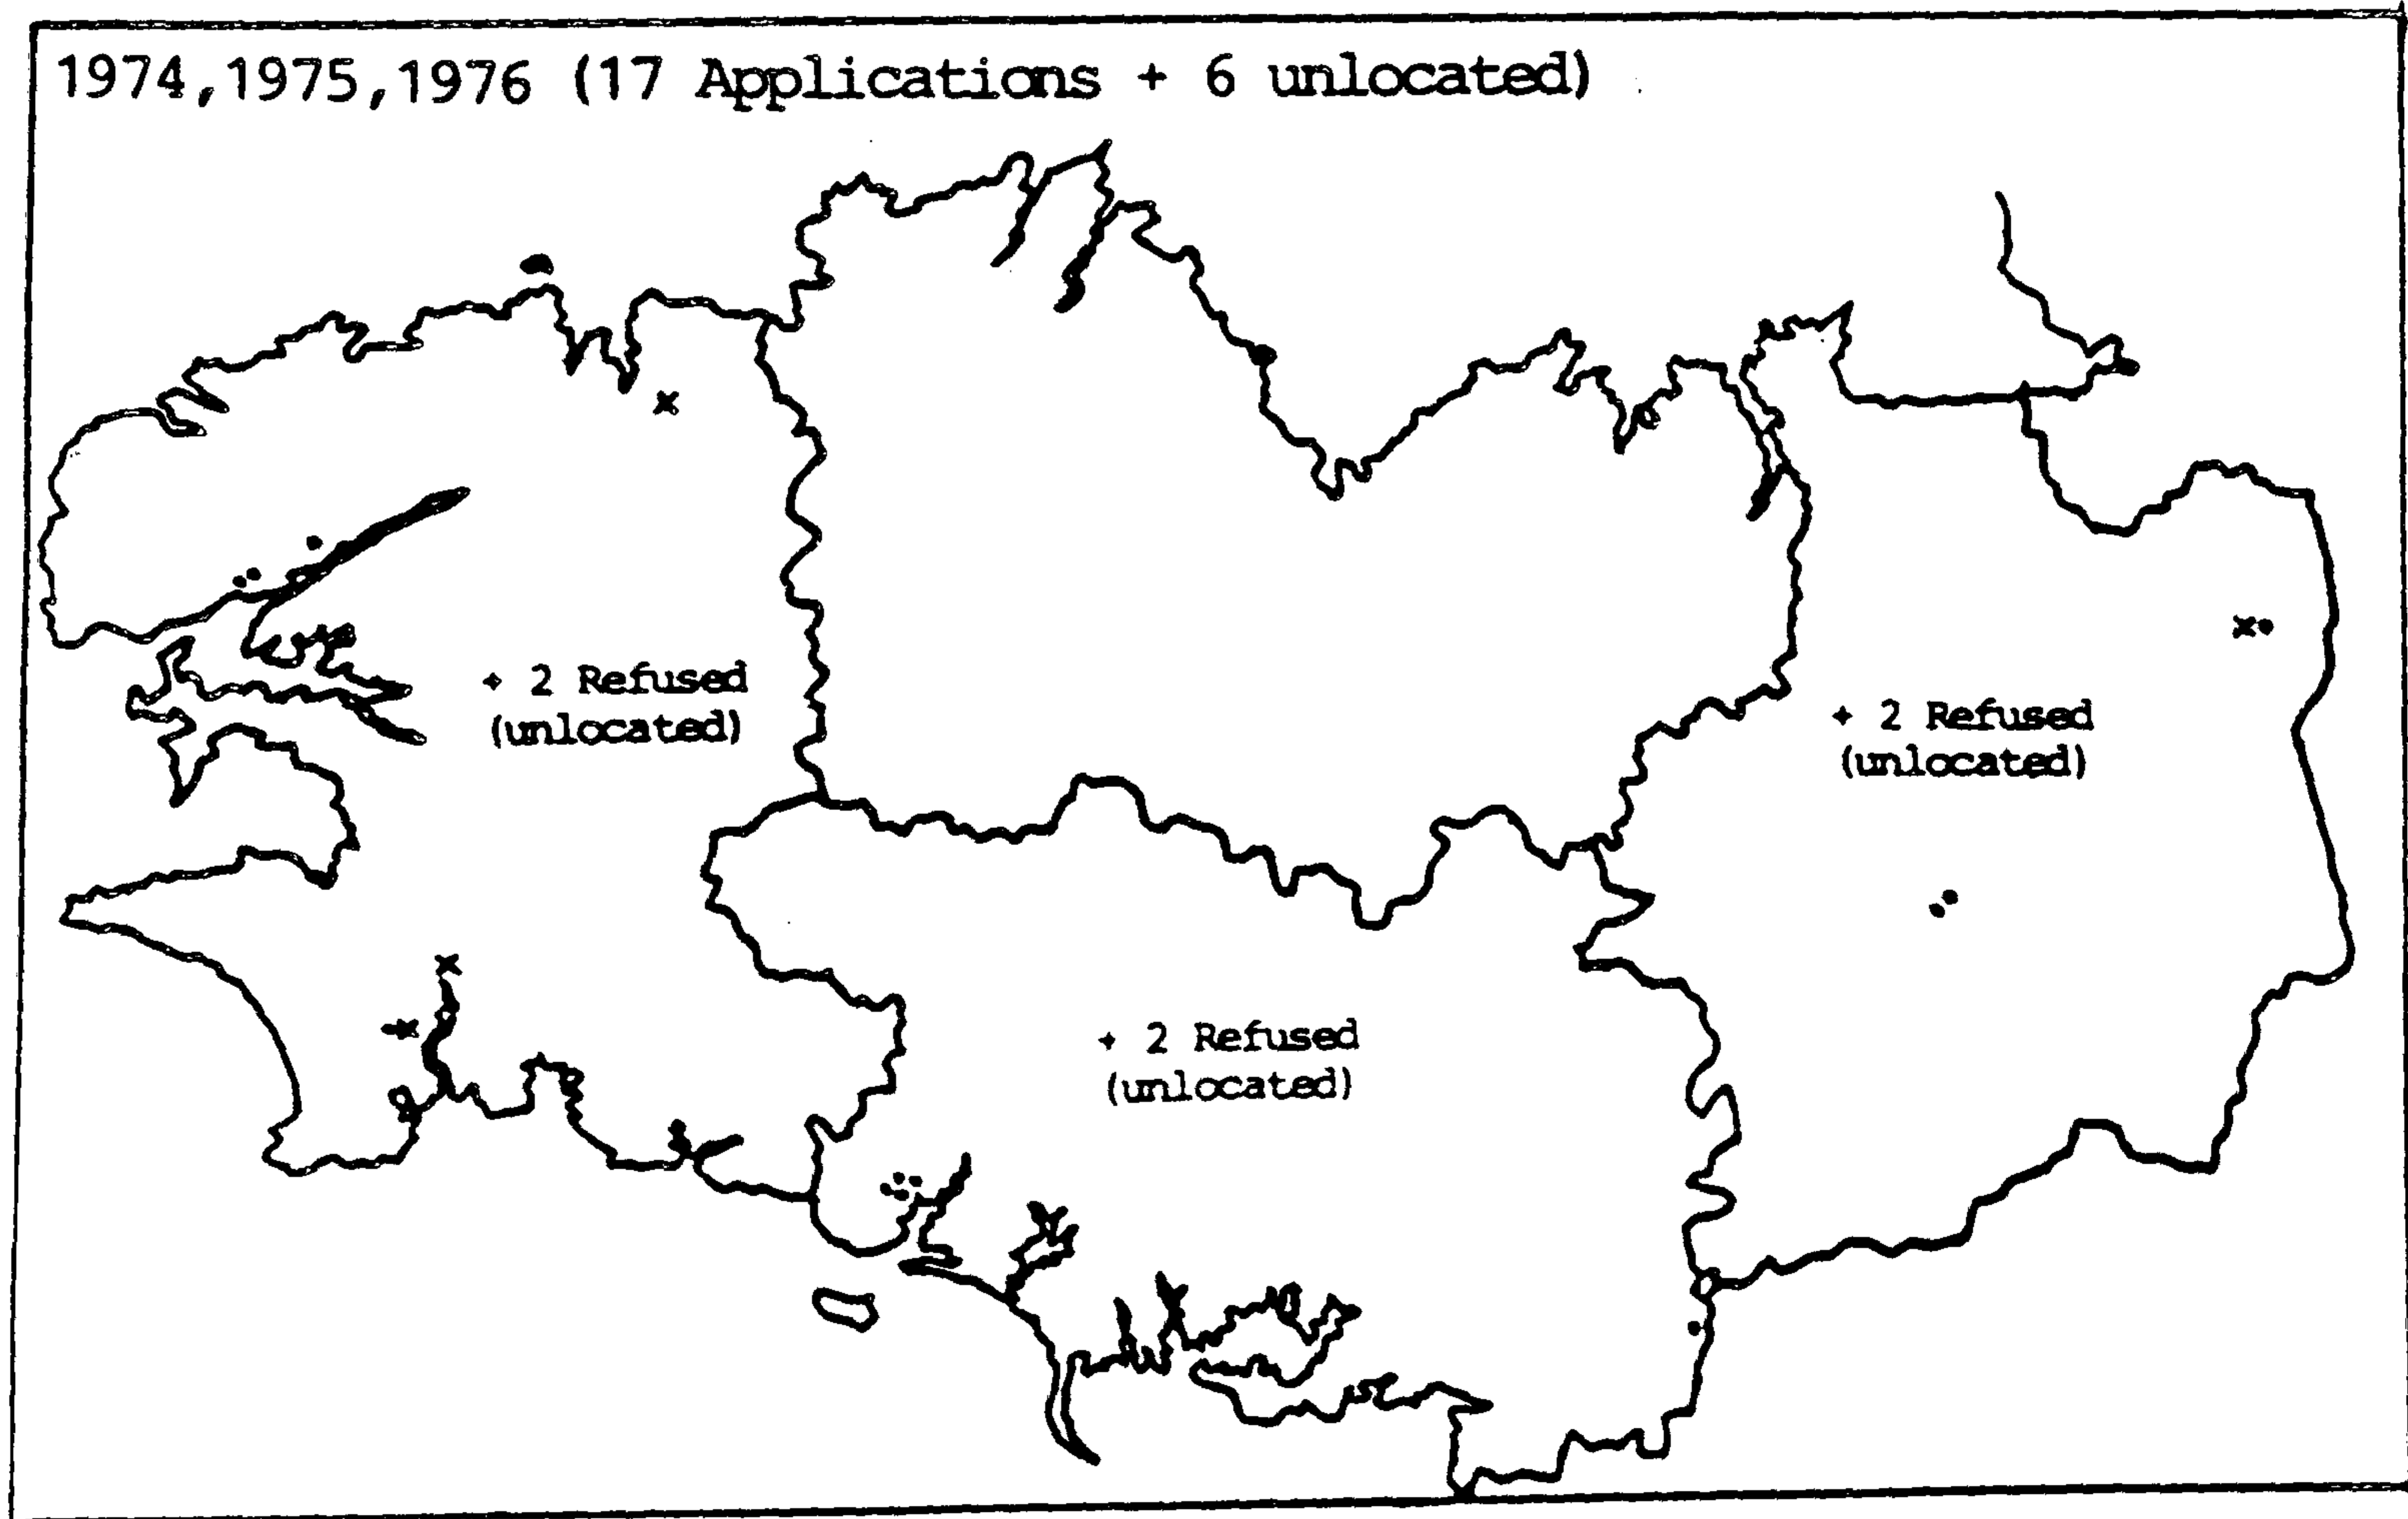 1974,1975,1976 (17 Applications + 6 unlocated)
+ 2 Refused
(unlocated)
+ 2 Refused
(unlocated)
+ 2 Refused
(unlocated)